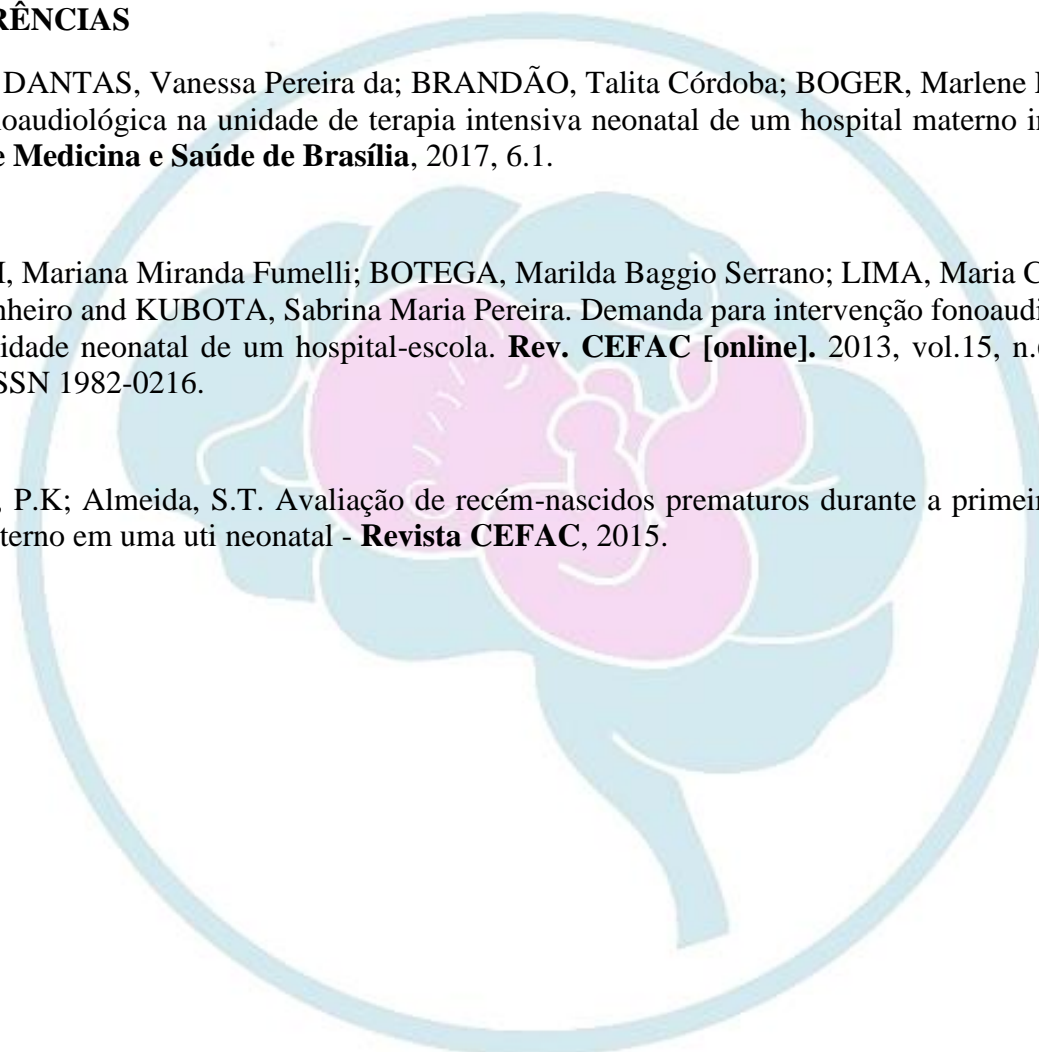 RÊNCIAS
DANTAS, Vanessa Pereira da; BRANDÃO, Talita Córdoba; BOGER, Marlene
noaudiológica na unidade de terapia intensiva neonatal de um hospital materno in
e Medicina e Saúde de Brasília, 2017, 6.1.
, Mariana Miranda Fumelli; BOTEGA, Marilda Baggio Serrano; LIMA, Maria C
nheiro and KUBOTA, Sabrina Maria Pereira. Demanda para intervenção fonoaudi
idade neonatal de um hospital-escola. Rev. CEFAC [online]. 2013, vol.15, n.
SSN 1982-0216.
, P.K; Almeida, S.T. Avaliação de recém-nascidos prematuros durante a primei
terno em uma uti neonatal - Revista CEFAC, 2015.